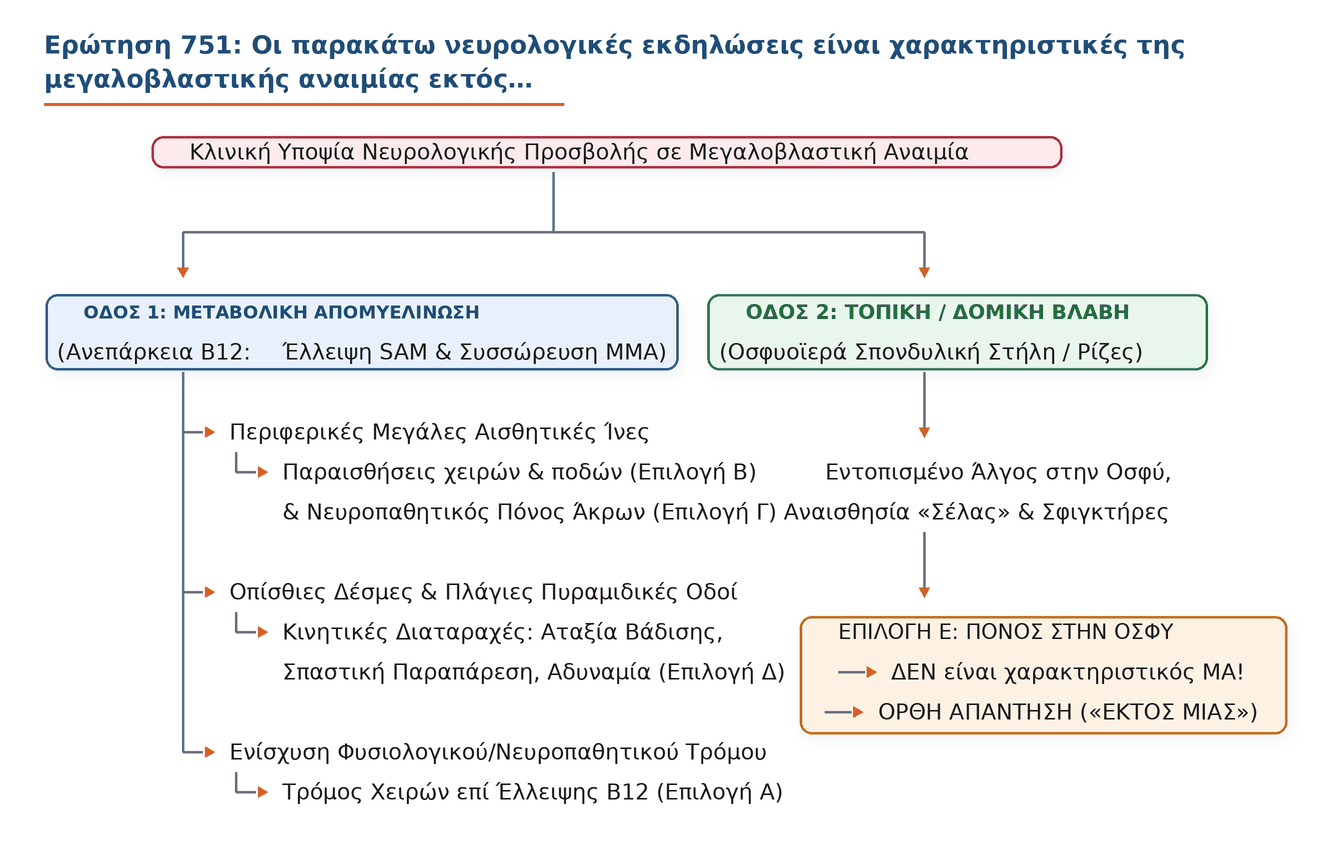 Ερώτηση 751: Οι παρακάτω νευρολογικές εκδηλώσεις είναι χαρακτηριστικές της
μεγαλοβλαστικής αναιμίας εκτός...
Κλινική Υποψία Νευρολογικής Προσβολής σε Μεγαλοβλαστική Αναιμία
ΟΔΟΣ 1: ΜΕΤΑΒΟΛΙΚΗ ΑΠΟΜΥΕΛΙΝΩΣΗ
(Ανεπάρκεια Β12: Έλλειψη SAM & Συσσώρευση MMA)
ΟΔΟΣ 2: ΤΟΠΙΚΗ / ΔΟΜΙΚΗ ΒΛΑΒΗ
(Οσφυοϊερά Σπονδυλική Στήλη / Ρίζες)
Περιφερικές Μεγάλες Αισθητικές Ίνες
Παραισθήσεις χειρών & ποδών (Επιλογή Β)
& Νευροπαθητικός Πόνος Άκρων (Επιλογή Γ)
Οπίσθιες Δέσμες & Πλάγιες Πυραμιδικές Οδοί
Κινητικές Διαταραχές: Αταξία Βάδισης,
Σπαστική Παραπάρεση, Αδυναμία (Επιλογή Δ)
Ενίσχυση Φυσιολογικού/Νευροπαθητικού Τρόμου
Τρόμος Χειρών επί Έλλειψης Β12 (Επιλογή Α)
Εντοπισμένο Άλγος στην Οσφύ,
Αναισθησία «Σέλας» & Σφιγκτήρες
ΕΠΙΛΟΓΗ Ε: ΠΟΝΟΣ ΣΤΗΝ ΟΣΦΥ
ΔΕΝ είναι χαρακτηριστικός ΜΑ!
ΟΡΘΗ ΑΠΑΝΤΗΣΗ («ΕΚΤΟΣ ΜΙΑΣ»)